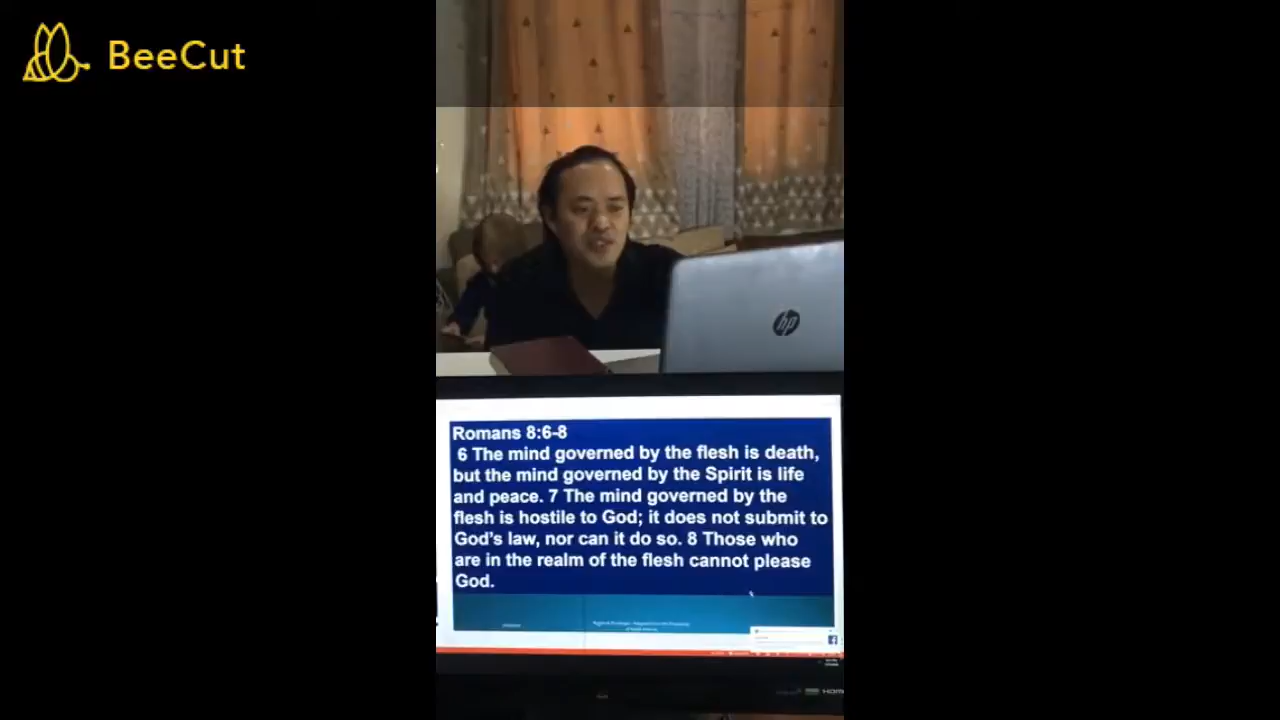 BeeCut
hp
Romans 8:6-8
6 The mind governed by the flesh is death,
but the mind governed by the Spirit is life
and peace. 7 The mind governed by the
flesh is hostile to God; it does not submit to
God's law, nor can it do so. 8 Those who
are in the realm of the flesh cannot please
God.